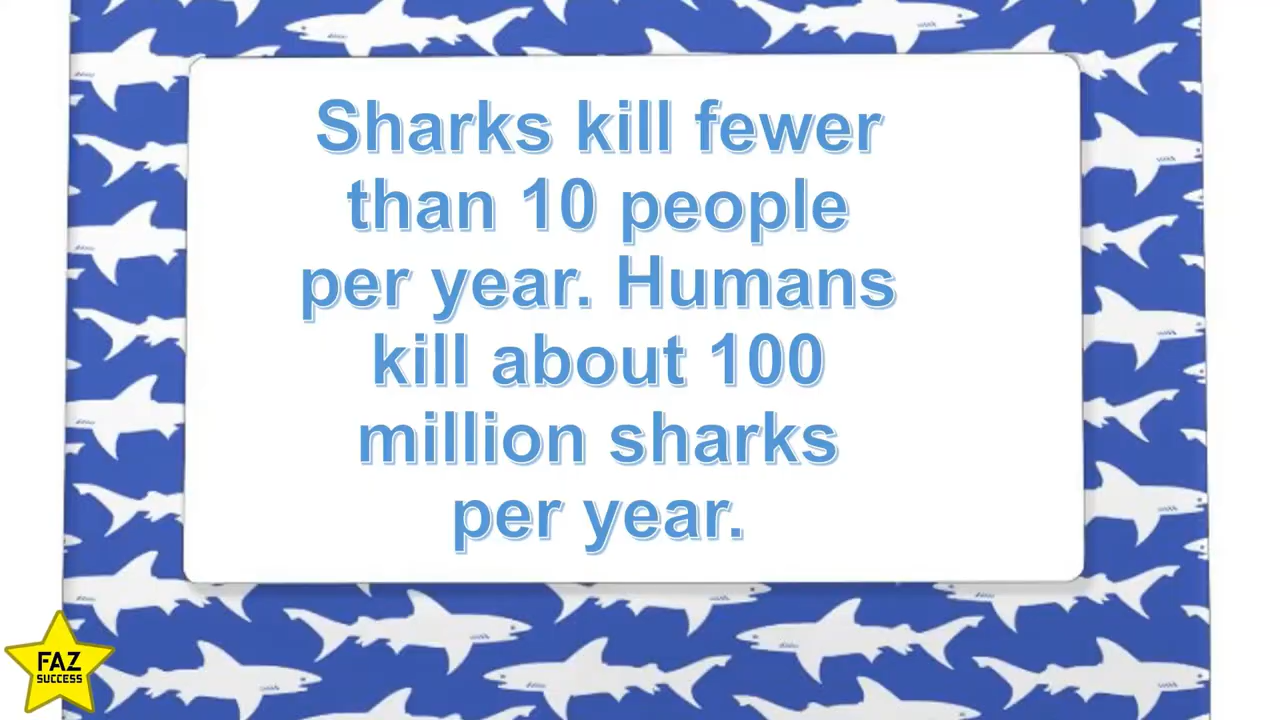 Sharks kill fewer
than 10 people
per year. Humans
kill about 100
million sharks
per year.
FAZ
SUCCESS